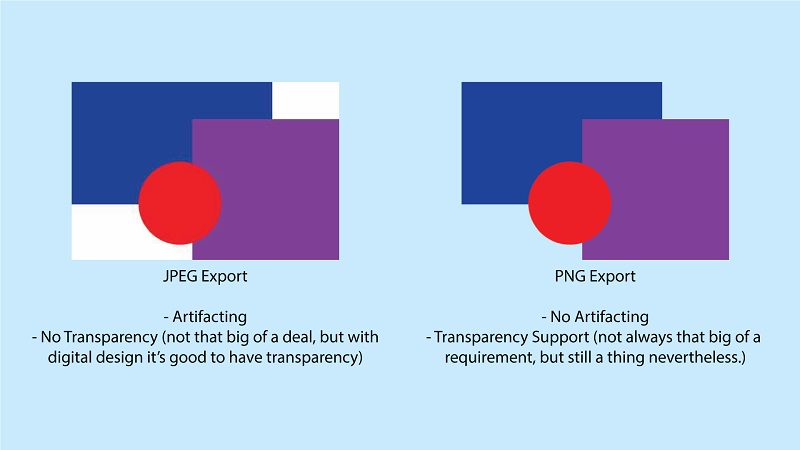 JPEG Export
- Artifacting
- No Transparency (not that big of a deal, but with
digital design it’s good to have transparency)
PNG Export
- No Artifacting
- Transparency Support (not always that big of a
requirement, but still a thing nevertheless.)